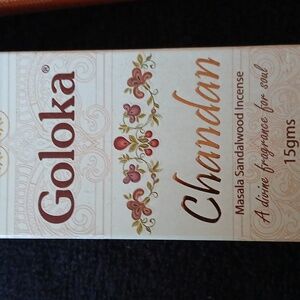 Goloka®
Chandan
Masala Sandalwood Incense
A divine fragrance for soul
15gms